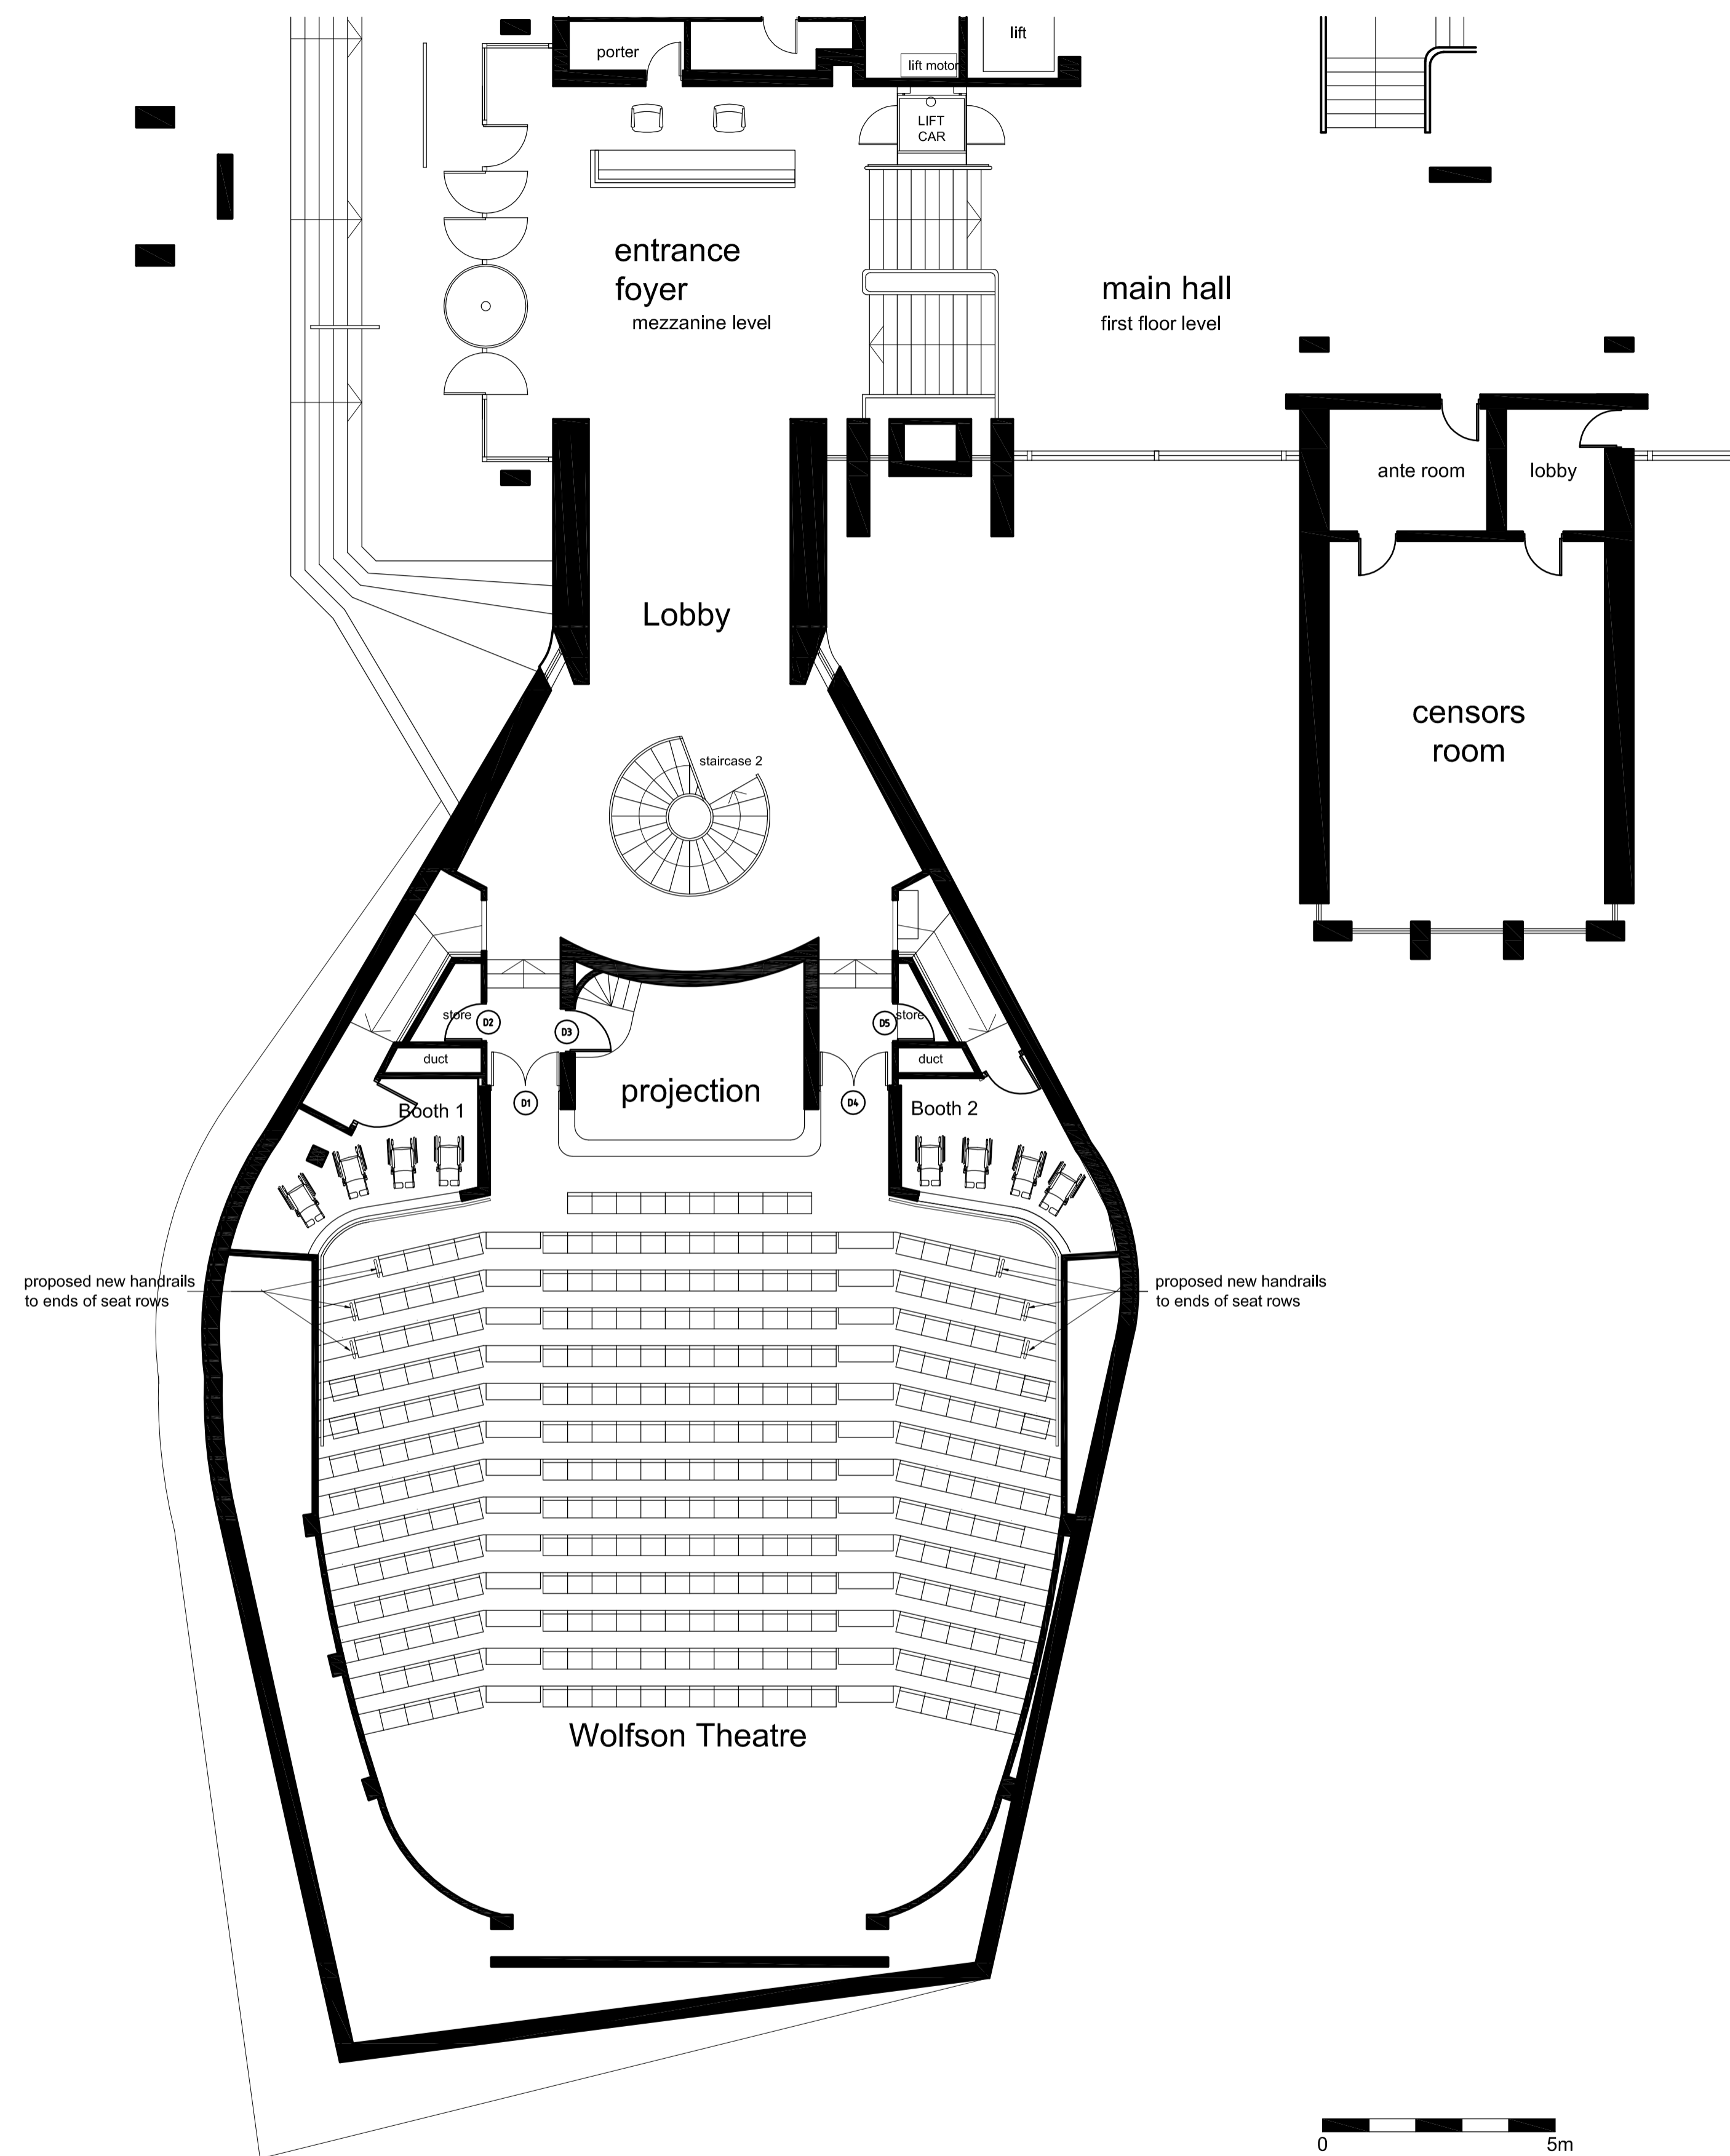 porter
lift
lift motor
LIFT
CAR
entrance
foyer
mezzanine level
main hall
first floor level
ante room
lobby
Lobby
censors
room
staircase 2
store
D2
D3
D5
store
duct
duct
projection
D1
D4
Booth 1
Booth 2
proposed new handrails
to ends of seat rows
proposed new handrails
to ends of seat rows
Wolfson Theatre
0
5m